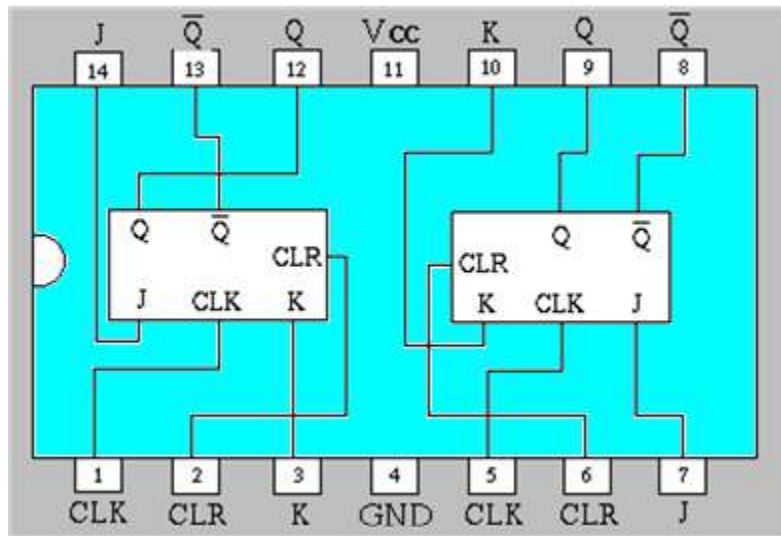 J Q̅ Q Vcc K Q Q̅
14 13 12 11 10 9 8
Q Q̅
CLR
J CLK K
Q Q̅
CLR
K CLK J
1 2 3 4 5 6 7
CLK CLR K GND CLK CLR J